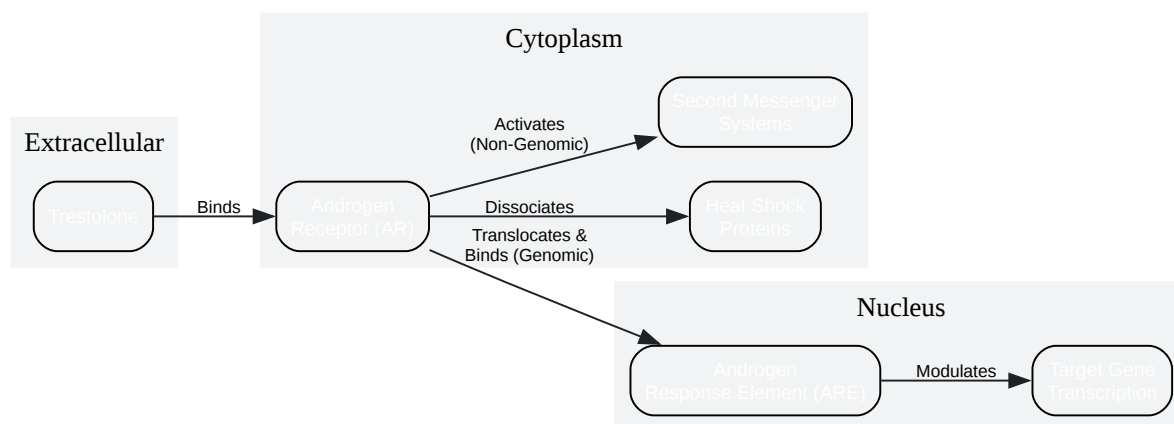 Cytoplasm
Extracellular
Trestolone
Binds
Androgen
Receptor (AR)
Activates
(Non-Genomic)
Second Messenger
Systems
Dissociates
Heat Shock
Proteins
Translocates &
Binds (Genomic)
Nucleus
Androgen
Response Element (ARE)
Modulates
Target Gene
Transcription